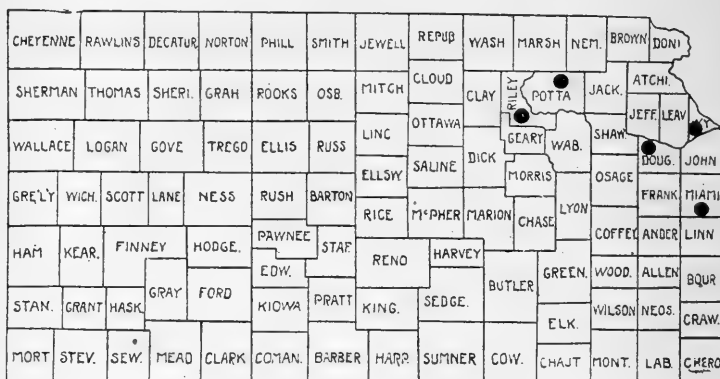 CHEYENNE RAWLINS DECATUR NORTON PHILL SMITH JEWELL REPUB WASH MARSH NEM. BROWN DONI
SHERMAN THOMAS SHERI. GRAH ROOKS OSB. MITCH CLOUD CLAY RILEY POTTA JACK. ATCHI.
OTTAWA JEFF. LEAV
WALLACE LOGAN GOVE TREGO ELLIS RUSS LINC DICK GEARY WAB. SHAW. DOUG. JOHN
ELLSW SALINE MORRIS OSAGE
GRE'L'Y WICH. SCOTT LANE NESS RUSH BARTON RICE McPHER MARION CHASE LYON FRANK MIAMI
HAM KEAR. FINNEY HODGE. PAWNEE STAF. RENO HARVEY COFFEY ANDER LINN
EDW. BUTLER GREEN. WOOD. ALLEN BOUR
STAN. GRANT HASK. GRAY FORD KIOWA PRATT KING. SEDGE. ELK. WILSON NEOS. CRAW.
MORT STEV. SEW. MEAD CLARK COMAN. BARBER HARP. SUMNER COW. CHAUT MONT. LAB. CHERO